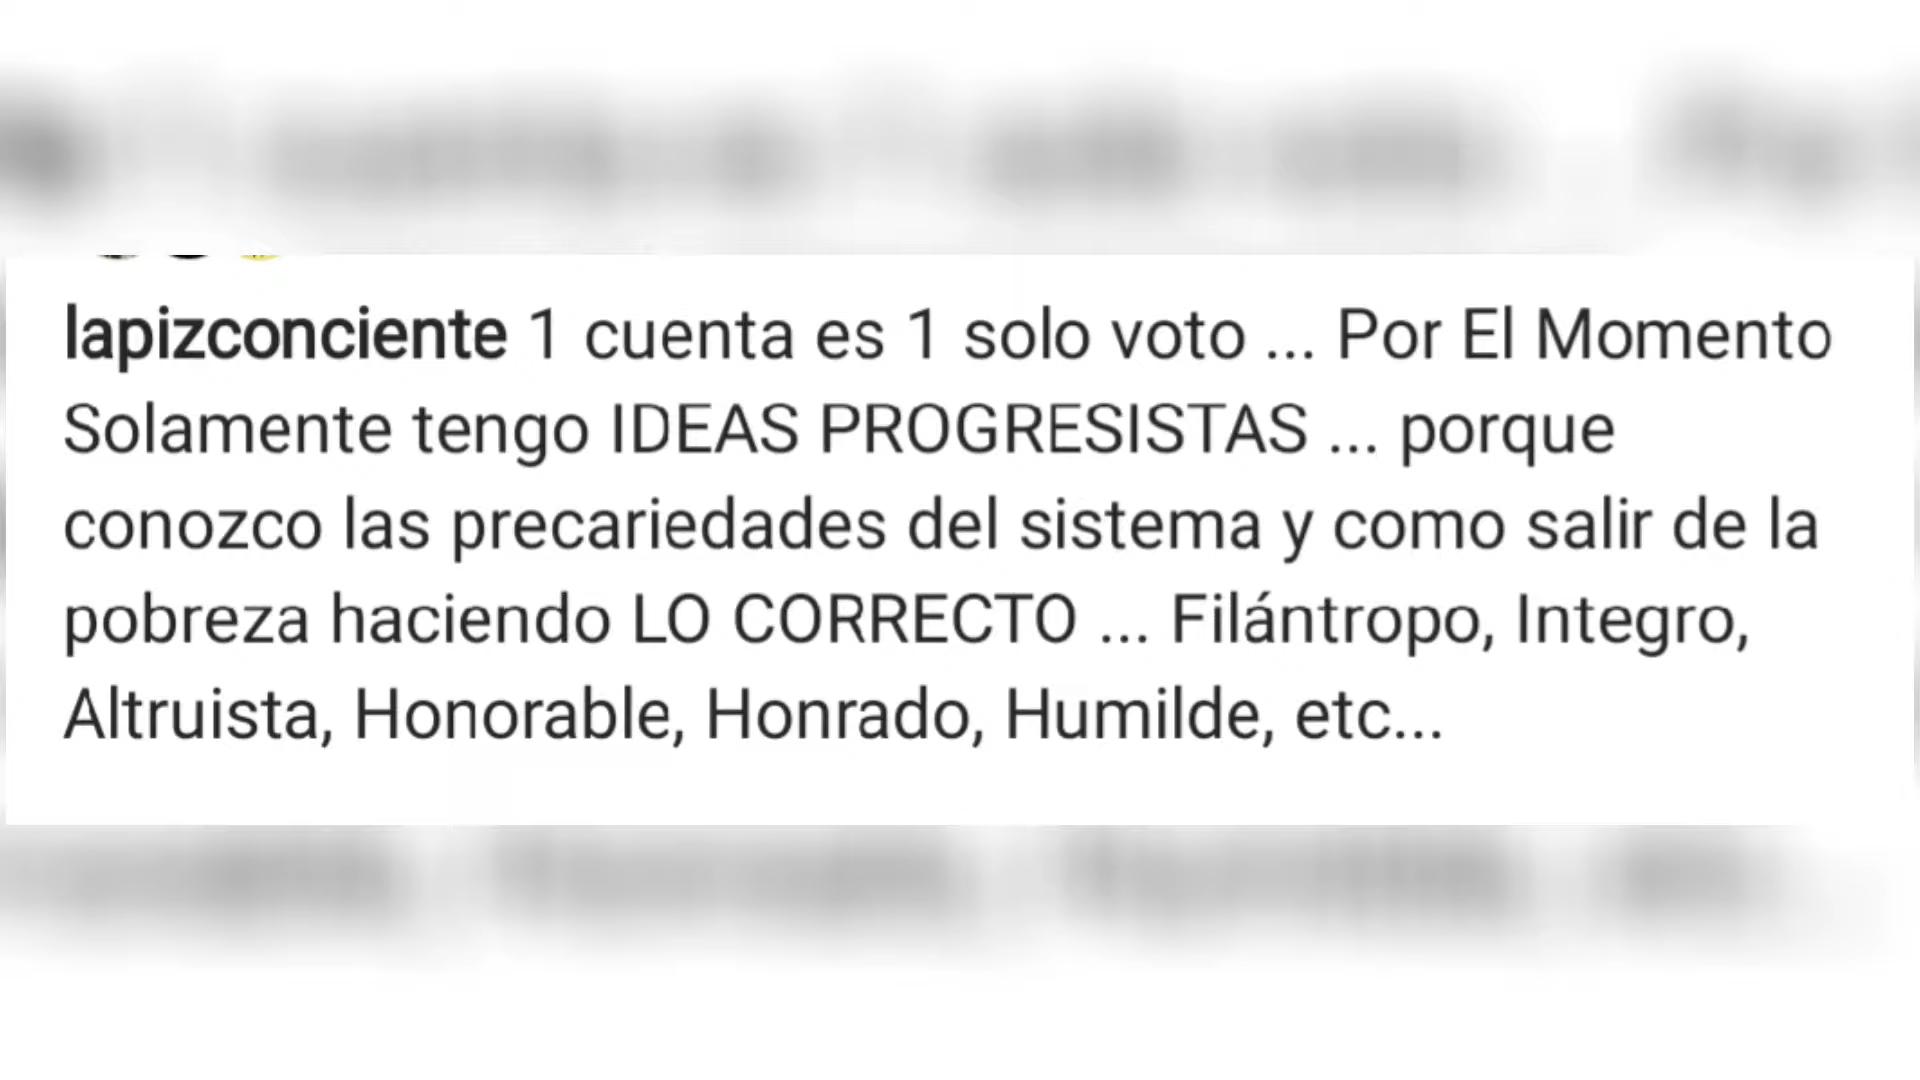 lapizconciente 1 cuenta es 1 solo voto ... Por El Momento
Solamente tengo IDEAS PROGRESISTAS ... porque
conozco las precariedades del sistema y como salir de la
pobreza haciendo LO CORRECTO ... Filántropo, Integro,
Altruista, Honorable, Honrado, Humilde, etc...